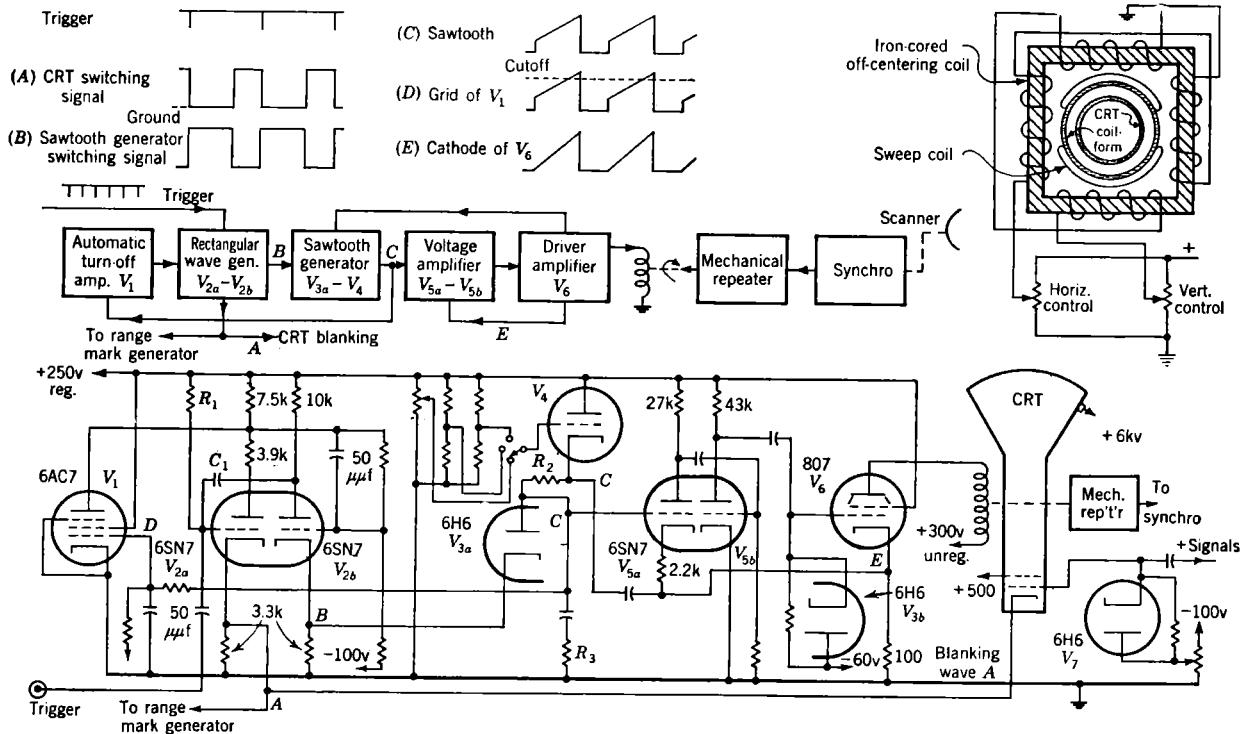 Trigger
(A) CRT switching
signal
Ground
(B) Sawtooth generator
switching signal
(C) Sawtooth
Cutoff
(D) Grid of V1
(E) Cathode of V6
Iron-cored
off-centering coil
CRT
coil-
form
Sweep coil
Scanner
+
Horiz.
control
Vert.
control
Trigger
Automatic
turn-off
amp. V1
Rectangular
wave gen.
V2a–V2b
B
Sawtooth
generator
V3a – V4
C
Voltage
amplifier
V5a – V5b
Driver
amplifier
V6
Mechanical
repeater
Synchro
E
To range
mark generator
A
CRT blanking
+250v
reg.
R1
7.5k
10k
3.9k
C1
50
μμf
6AC7
V1
D
6SN7
V2a
6SN7
V2b
50
μμf
3.3k
B
-100v
V4
R2
C
6H6
V3a
C
R3
27k
43k
6SN7
V5a
2.2k
V5b
807
V6
E
6H6
V3b
-60v
100
+300v
unreg.
CRT
+6kv
Mech.
rep't'r
To
synchro
+Signals
+500
6H6
V7
-100v
Blanking
wave A
Trigger
To range
mark generator
A